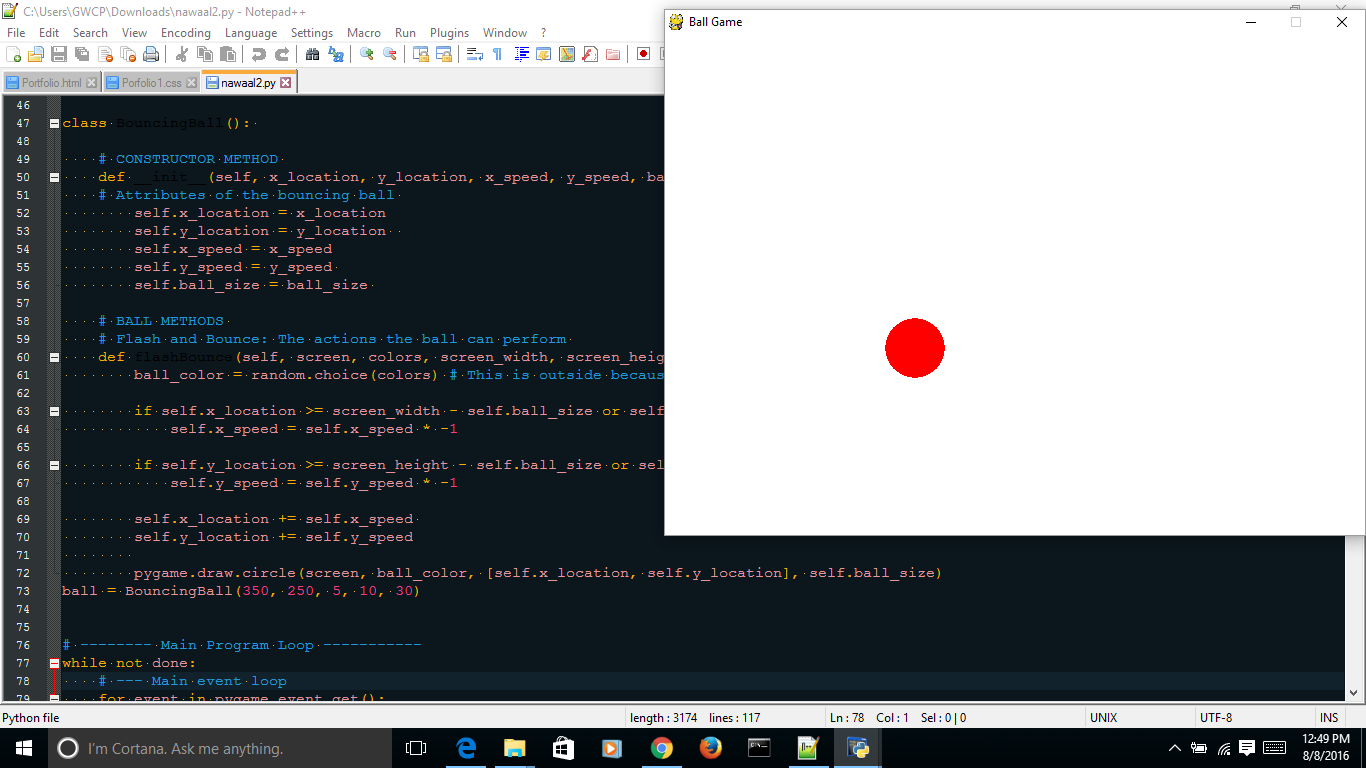 C:\Users\GWCP\Downloads\nawaal2.py - Notepad++
File Edit Search View Encoding Language Settings Macro Run Plugins Window ?
Portfolio.html Porfolio1.css nawaal2.py
46
47 class BouncingBall():
48
49 # CONSTRUCTOR METHOD
50 def __init__(self, x_location, y_location, x_speed, y_speed, ba
51 # Attributes of the bouncing ball
52 self.x_location = x_location
53 self.y_location = y_location
54 self.x_speed = x_speed
55 self.y_speed = y_speed
56 self.ball_size = ball_size
57
58 # BALL METHODS
59 # Flash and Bounce: The actions the ball can perform
60 def flashBounce(self, screen, colors, screen_width, screen_heig
61 ball_color = random.choice(colors) # This is outside becaus
62
63 if self.x_location >= screen_width - self.ball_size or self
64 self.x_speed = self.x_speed * -1
65
66 if self.y_location >= screen_height - self.ball_size or sel
67 self.y_speed = self.y_speed * -1
68
69 self.x_location += self.x_speed
70 self.y_location += self.y_speed
71
72 pygame.draw.circle(screen, ball_color, [self.x_location, self.y_location], self.ball_size)
73 ball = BouncingBall(350, 250, 5, 10, 30)
74
75
76 # -------- Main Program Loop -----------
77 while not done:
78 # --- Main event loop
79 for event in pygame.event.get():
Ball Game
Python file length : 3174 lines : 117 Ln : 78 Col : 1 Sel : 0 | 0 UNIX UTF-8 INS
I'm Cortana. Ask me anything.
12:49 PM
8/8/2016